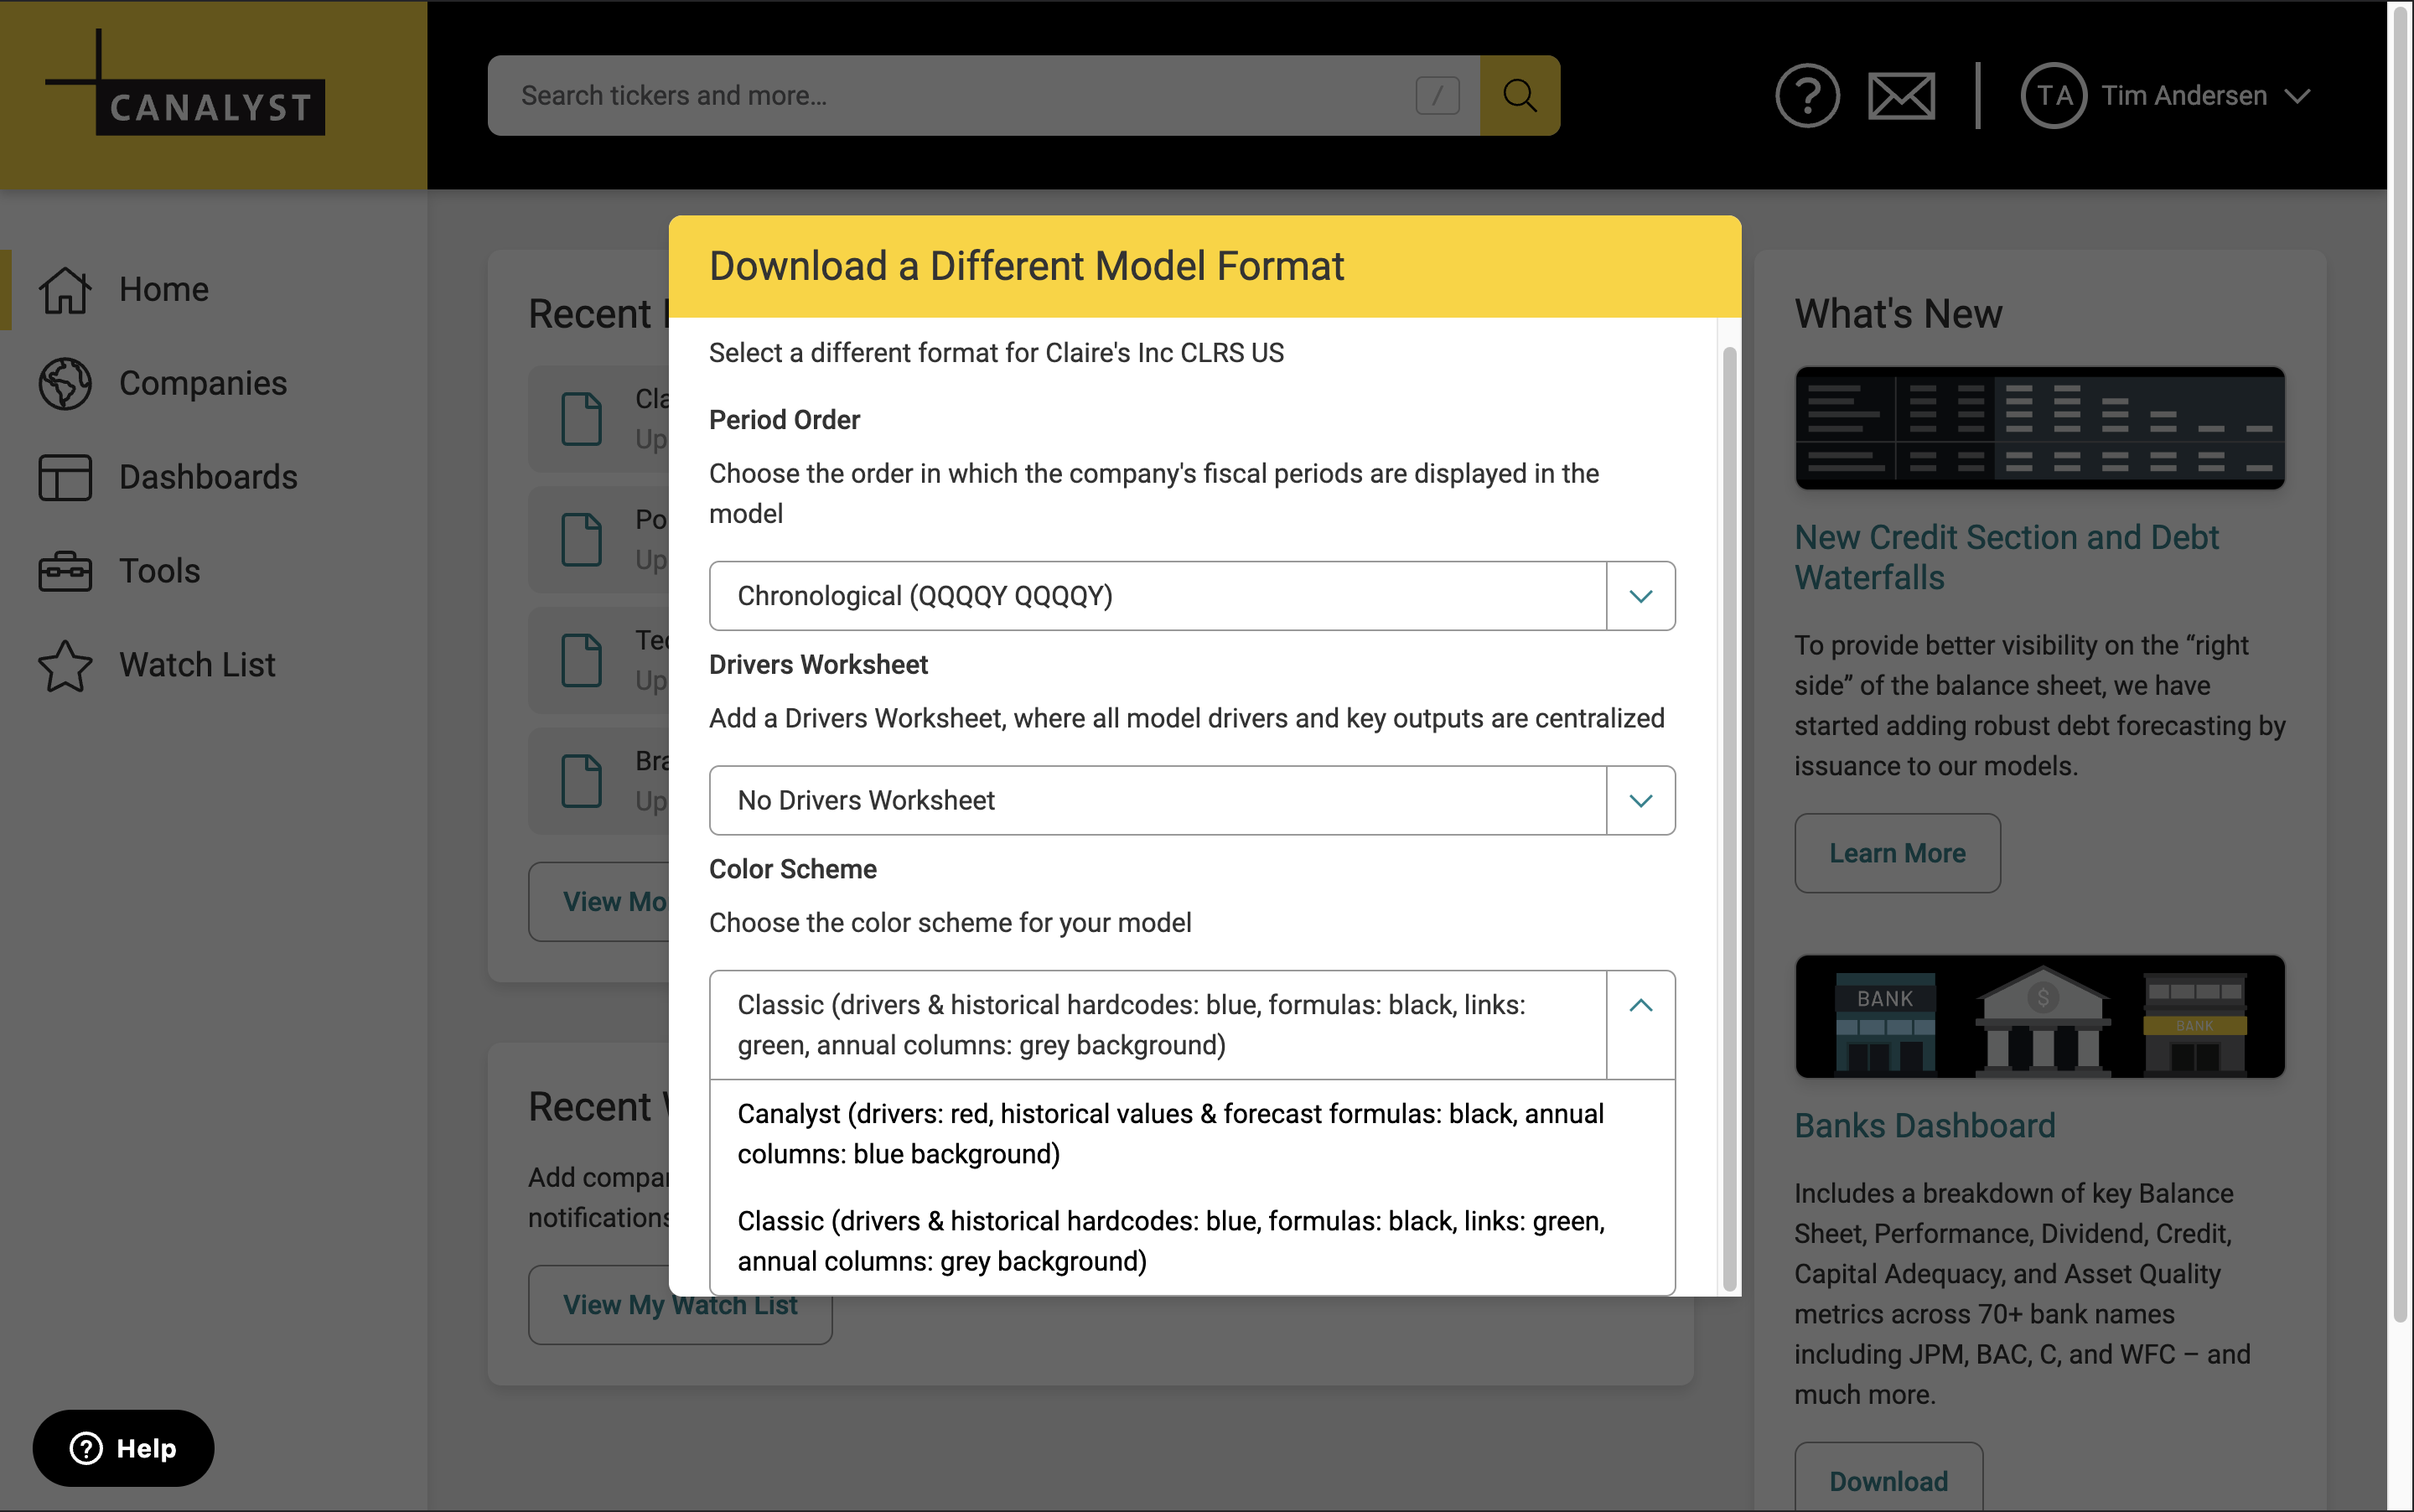 CANALYST
Search tickers and more...
/
?
TA
Tim Andersen
Home
Companies
Dashboards
Tools
Watch List
? Help
Recent
Cla
Up
Po
Up
Tec
Up
Bra
Up
View Mo
Recent
Add compar
notifications
View My Watch List
Download a Different Model Format
Select a different format for Claire's Inc CLRS US
Period Order
Choose the order in which the company's fiscal periods are displayed in the
model
Chronological (QQQQY QQQQY)
Drivers Worksheet
Add a Drivers Worksheet, where all model drivers and key outputs are centralized
No Drivers Worksheet
Color Scheme
Choose the color scheme for your model
Classic (drivers & historical hardcodes: blue, formulas: black, links:
green, annual columns: grey background)
Canalyst (drivers: red, historical values & forecast formulas: black, annual
columns: blue background)
Classic (drivers & historical hardcodes: blue, formulas: black, links: green,
annual columns: grey background)
What's New
New Credit Section and Debt
Waterfalls
To provide better visibility on the “right
side” of the balance sheet, we have
started adding robust debt forecasting by
issuance to our models.
Learn More
BANK
$
BANK
Banks Dashboard
Includes a breakdown of key Balance
Sheet, Performance, Dividend, Credit,
Capital Adequacy, and Asset Quality
metrics across 70+ bank names
including JPM, BAC, C, and WFC – and
much more.
Download